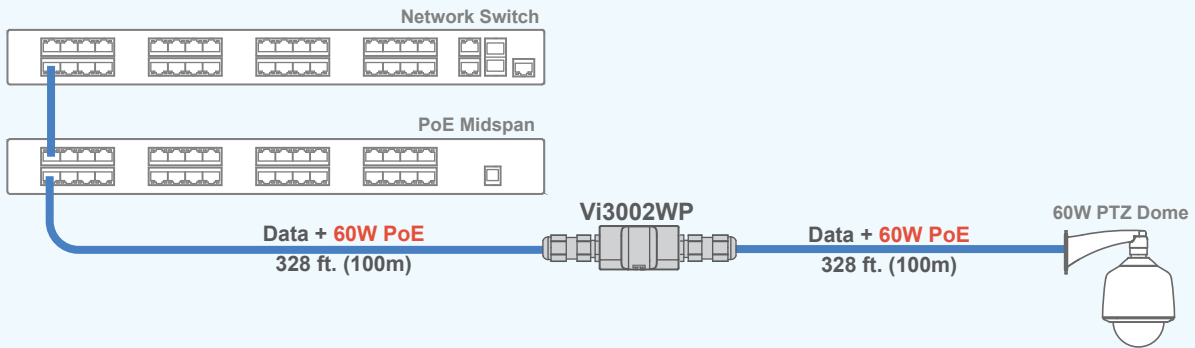 Network Switch
PoE Midspan
Vi3002WP
60W PTZ Dome
Data + 60W PoE
328 ft. (100m)
Data + 60W PoE
328 ft. (100m)